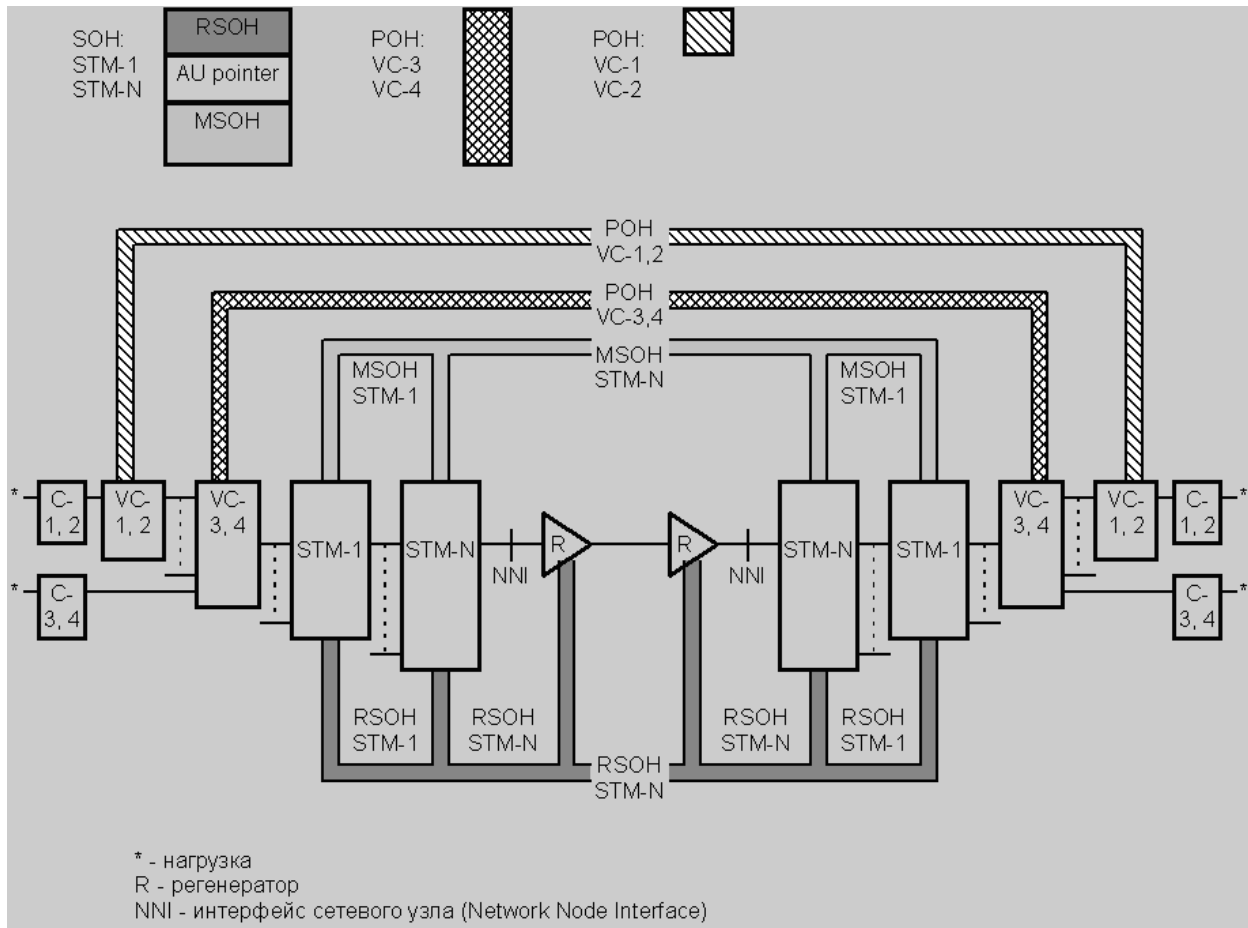 SOH:
STM-1
STM-N
RSOH
AU pointer
MSOH
POH:
VC-3
VC-4
POH:
VC-1
VC-2
POH
VC-1,2
POH
VC-3,4
MSOH
STM-N
MSOH
STM-1
MSOH
STM-1
*
C-
1, 2
VC-
1, 2
VC-
3, 4
STM-1
STM-N
NNI
R
R
NNI
STM-N
STM-1
VC-
3, 4
VC-
1, 2
C-
1, 2
*
*
C-
3, 4
C-
3, 4
*
RSOH
STM-1
RSOH
STM-N
RSOH
STM-N
RSOH
STM-N
RSOH
STM-1
* - нагрузка
R - регенератор
NNI - интерфейс сетевого узла (Network Node Interface)